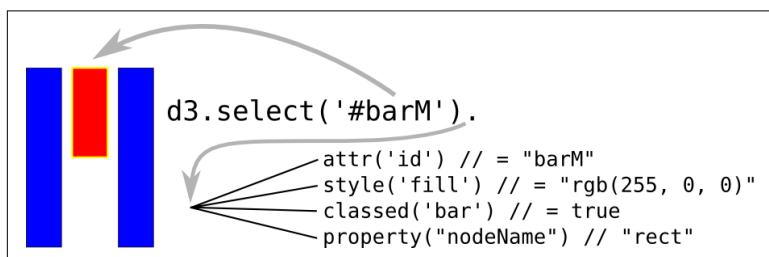 d3.select('#barM').
attr('id') // = "barM"
style('fill') // = "rgb(255, 0, 0)"
classed('bar') // = true
property("nodeName") // "rect"